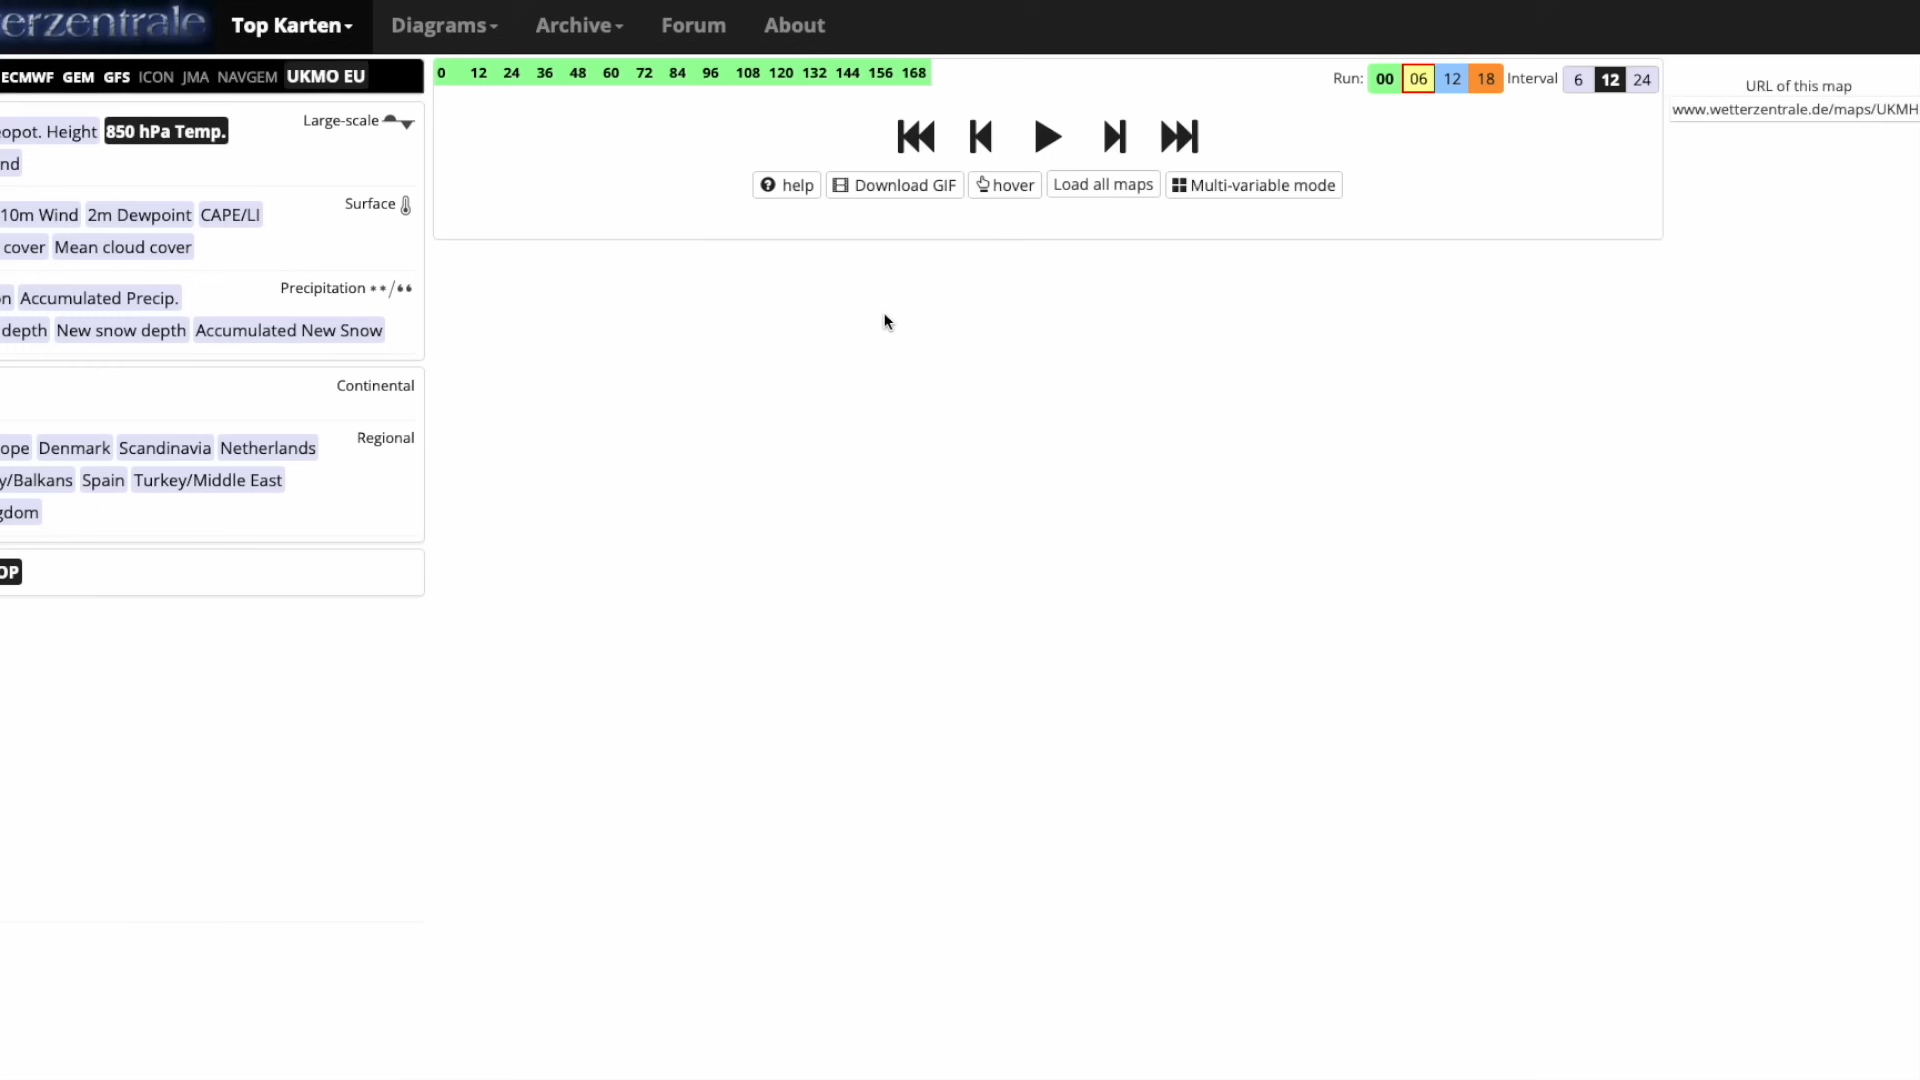 erzentrale Top Karten Diagrams Archive Forum About
ECMWF GEM GFS ICON JMA NAVGEM UKMO EU
0 12 24 36 48 60 72 84 96 108 120 132 144 156 168
Run: 00 06 12 18 Interval 6 12 24
URL of this map
www.wetterzentrale.de/maps/UKMH
Large-scale
eopot. Height 850 hPa Temp.
nd
help Download GIF hover Load all maps Multi-variable mode
Surface
10m Wind 2m Dewpoint CAPE/LI
cover Mean cloud cover
Precipitation
on Accumulated Precip.
depth New snow depth Accumulated New Snow
Continental
Regional
ope Denmark Scandinavia Netherlands
y/Balkans Spain Turkey/Middle East
gdom
OP